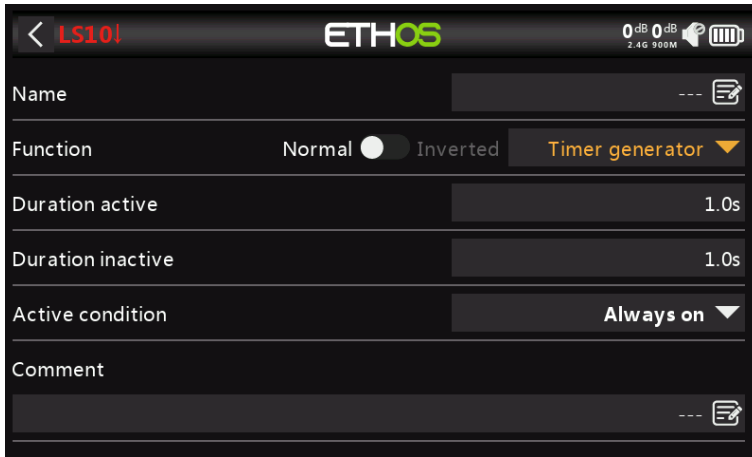 LS10↓ ETHOS 0dB 0dB
2.4G 900M
Name ---
Function Normal Inverted Timer generator
Duration active 1.0s
Duration inactive 1.0s
Active condition Always on
Comment
---